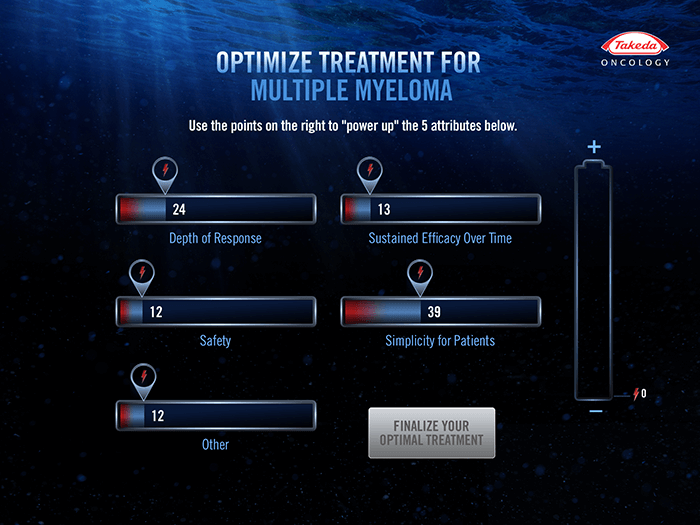 Takeda
ONCOLOGY
OPTIMIZE TREATMENT FOR
MULTIPLE MYELOMA
Use the points on the right to "power up" the 5 attributes below.
+
24
Depth of Response
13
Sustained Efficacy Over Time
12
Safety
39
Simplicity for Patients
0
−
12
Other
FINALIZE YOUR
OPTIMAL TREATMENT